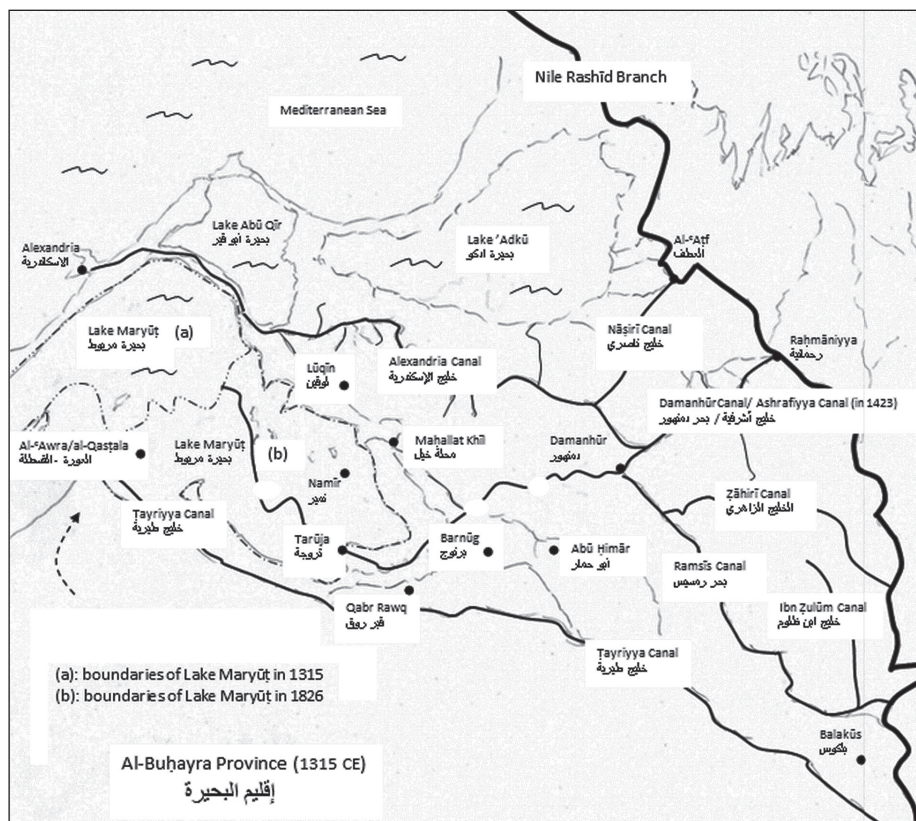 Nile Rashīd Branch
Mediterranean Sea
Lake Abū Qīr
بحيرة أبو قير
Lake ʾAdkū
بحيرة ادكو
Al-ʿAṭf
العطف
Alexandria
الإسكندرية
Lake Maryūṭ (a)
بحيرة مريوط
Nāṣirī Canal
خليج ناصري
Raḥmāniyya
رحمانية
Lūqīn
لوقين
Alexandria Canal
خليج الإسكندرية
Damanhūr Canal/ Ashrafiyya Canal (in 1423)
خليج أشرفية / بحر دمنهور
Al-ʿAwra/al-Qasṭala
العورة - القسطلة
Lake Maryūṭ (b)
بحيرة مريوط
Maḥallat Khīl
محلة خيل
Damanhūr
دمنهور
Namīr
نمير
Ẓāhirī Canal
الخليج الزاهري
Ṭayriyya Canal
خليج طيرية
Tarūja
تروجة
Barnūg
برنوج
Abū Ḥimār
أبو حمار
Ramsīs Canal
بحر رمسيس
Qabr Rawq
قبر روق
Ibn Ẓulūm Canal
خليج ابن ظلوم
Ṭayriyya Canal
خليج طيرية
(a): boundaries of Lake Maryūṭ in 1315
(b): boundaries of Lake Maryūṭ in 1826
Balakūs
بلكوس
Al-Buḥayra Province (1315 CE)
إقليم البحيرة